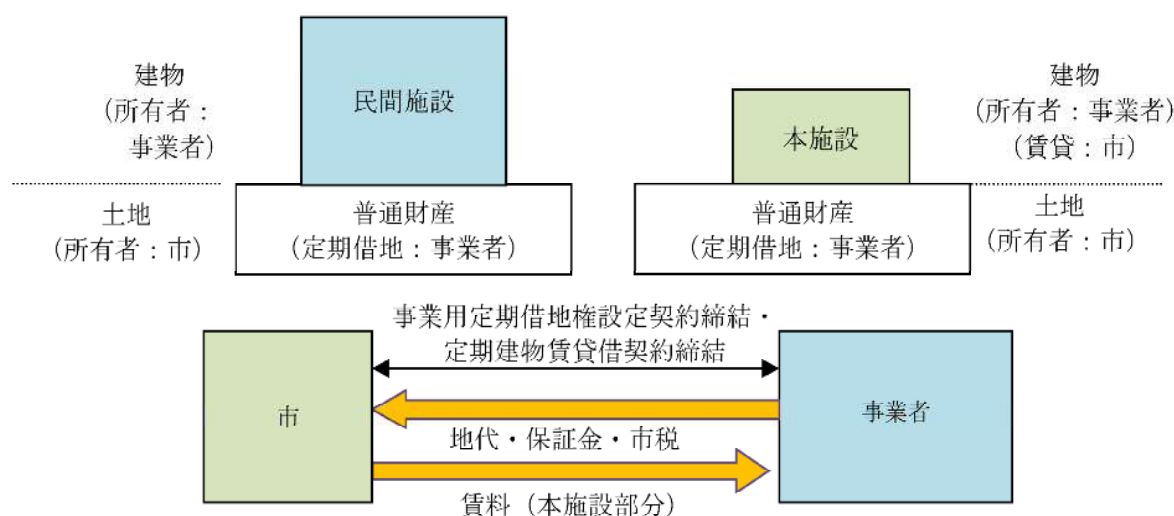 建物
(所有者：
事業者)
民間施設
土地
(所有者：市)
普通財産
(定期借地：事業者)
本施設
建物
(所有者：事業者)
(賃貸：市)
普通財産
(定期借地：事業者)
土地
(所有者：市)
事業用定期借地権設定契約締結・
定期建物賃貸借契約締結
市
事業者
地代・保証金・市税
賃料（本施設部分）